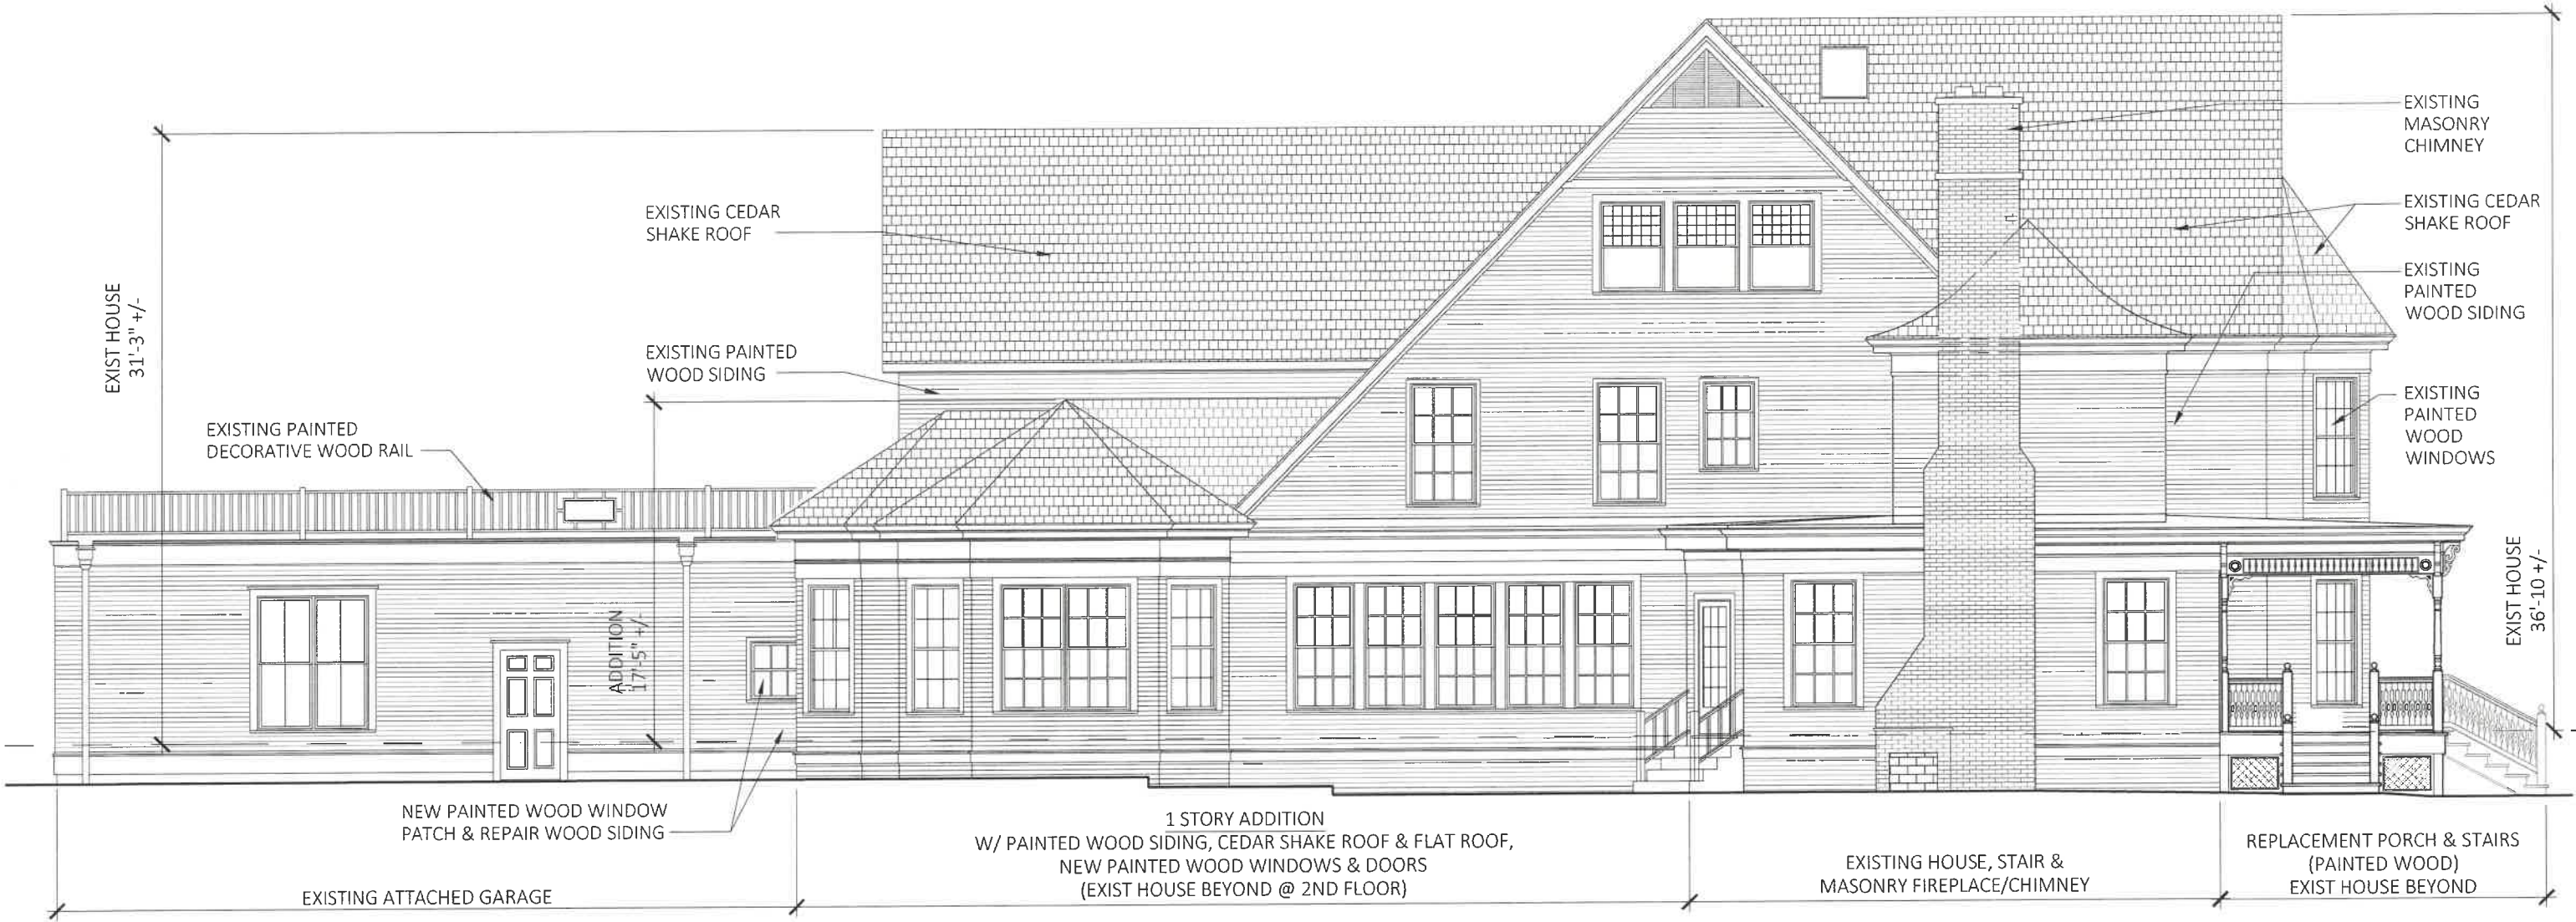 EXISTING
MASONRY
CHIMNEY
EXISTING CEDAR
SHAKE ROOF
EXISTING CEDAR
SHAKE ROOF
EXISTING
PAINTED
WOOD SIDING
EXIST HOUSE
31'-3" +/-
EXISTING PAINTED
WOOD SIDING
EXISTING
PAINTED
WOOD
WINDOWS
EXISTING PAINTED
DECORATIVE WOOD RAIL
EXIST HOUSE
36'-10 +/-
ADDITION
17'-5" +/-
NEW PAINTED WOOD WINDOW
PATCH & REPAIR WOOD SIDING
1 STORY ADDITION
W/ PAINTED WOOD SIDING, CEDAR SHAKE ROOF & FLAT ROOF,
NEW PAINTED WOOD WINDOWS & DOORS
(EXIST HOUSE BEYOND @ 2ND FLOOR)
EXISTING HOUSE, STAIR &
MASONRY FIREPLACE/CHIMNEY
REPLACEMENT PORCH & STAIRS
(PAINTED WOOD)
EXIST HOUSE BEYOND
EXISTING ATTACHED GARAGE